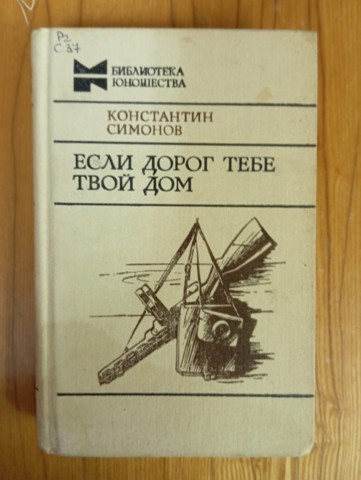 Р2
С 37
БИБЛИОТЕКА
ЮНОШЕСТВА
КОНСТАНТИН
СИМОНОВ
ЕСЛИ ДОРОГ ТЕБЕ
ТВОЙ ДОМ